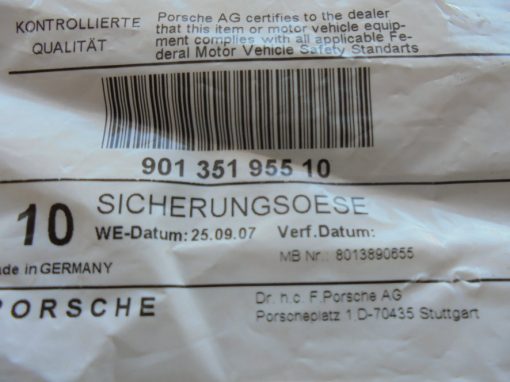 KONTROLLIERTE
QUALITÄT
Porsche AG certifies to the dealer
that this item or motor vehicle equip-
ment complies with all applicable Fe-
deral Motor Vehicle Safety Standarts
901 351 955 10
10 SICHERUNGSOESE
WE-Datum: 25.09.07 Verf.Datum:
MB Nr.: 8013890655
ade in GERMANY
PORSCHE
Dr. h.c. F.Porsche AG
Porscheplatz 1,D-70435 Stuttgart